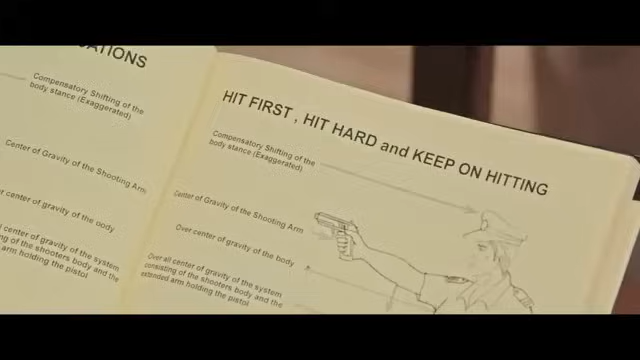 ATIONS
Compensatory Shifting of the
body stance (Exaggerated)
Center of Gravity of the Shooting Arm
center of gravity of the body
center of gravity of the system
of the shooters body and the
arm holding the pistol
HIT FIRST , HIT HARD and KEEP ON HITTING
Compensatory Shifting of the
body stance (Exaggerated)
Center of Gravity of the Shooting Arm
Over center of gravity of the body
Over all center of gravity of the system
consisting of the shooters body and the
extended arm holding the pistol